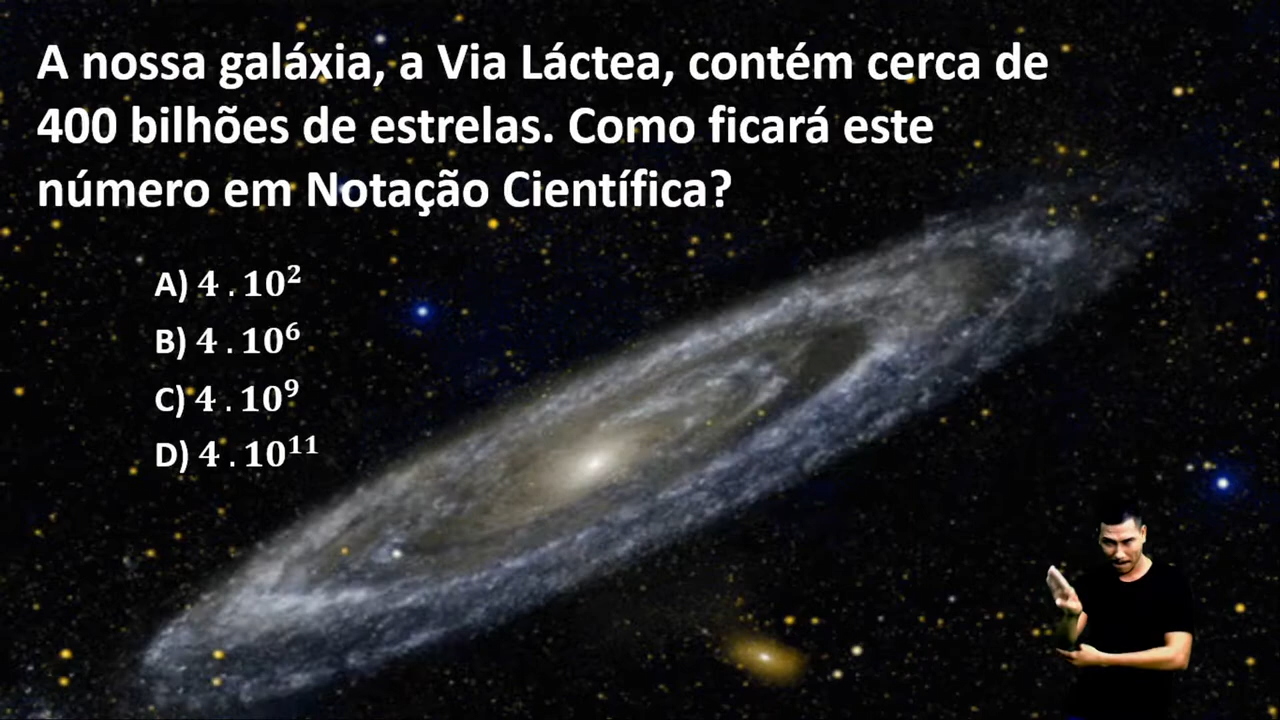 A nossa galáxia, a Via Láctea, contém cerca de
400 bilhões de estrelas. Como ficará este
número em Notação Científica?
A) 4 . 10²
B) 4 . 10⁶
C) 4 . 10⁹
D) 4 . 10¹¹